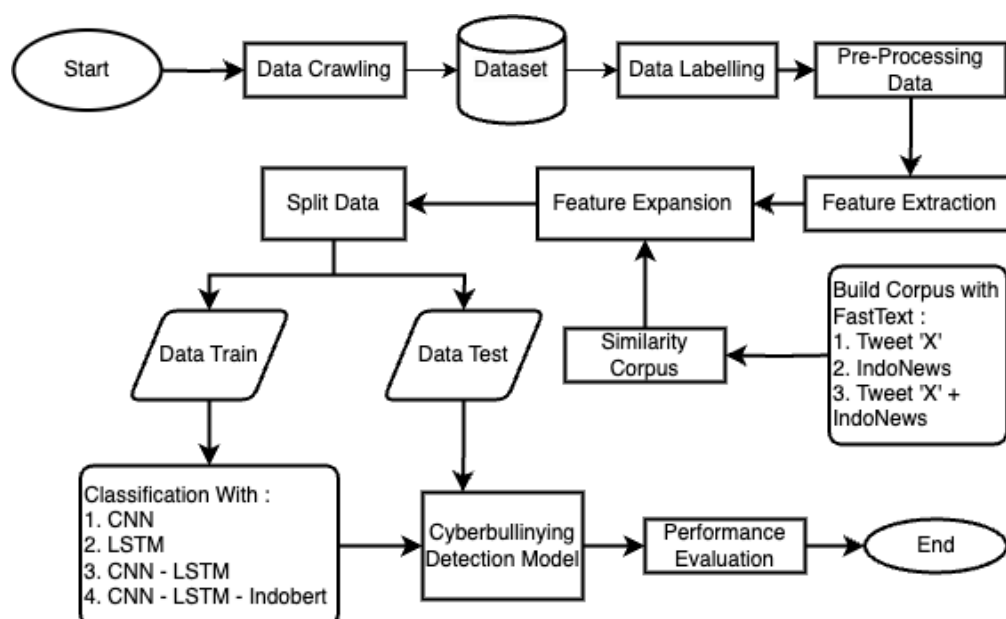 Start
Data Crawling
Dataset
Data Labelling
Pre-Processing
Data
Feature Extraction
Feature Expansion
Split Data
Build Corpus with
FastText :
1. Tweet 'X'
2. IndoNews
3. Tweet 'X' +
IndoNews
Similarity
Corpus
Data Train
Data Test
Classification With :
1. CNN
2. LSTM
3. CNN - LSTM
4. CNN - LSTM - Indobert
Cyberbullinying
Detection Model
Performance
Evaluation
End